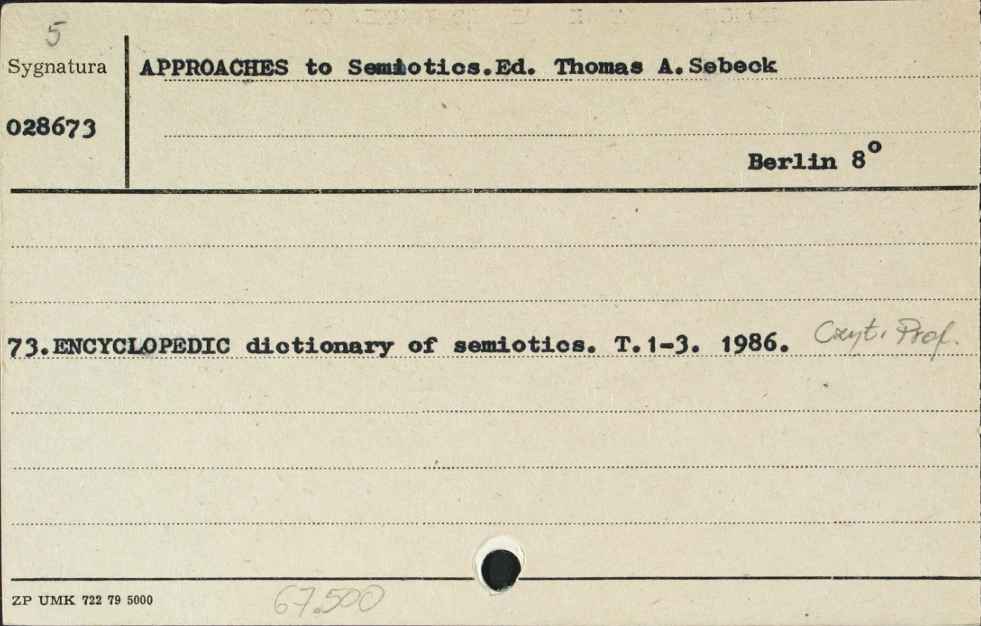 5
Sygnatura
APPROACHES to Semiotics.Ed. Thomas A.Sebeck
028673
Berlin 8°
73.ENCYCLOPEDIC dictionary of semiotics. T.1-3. 1986. Czyt. Prof.
ZP UMK 722 79 5000
67.500